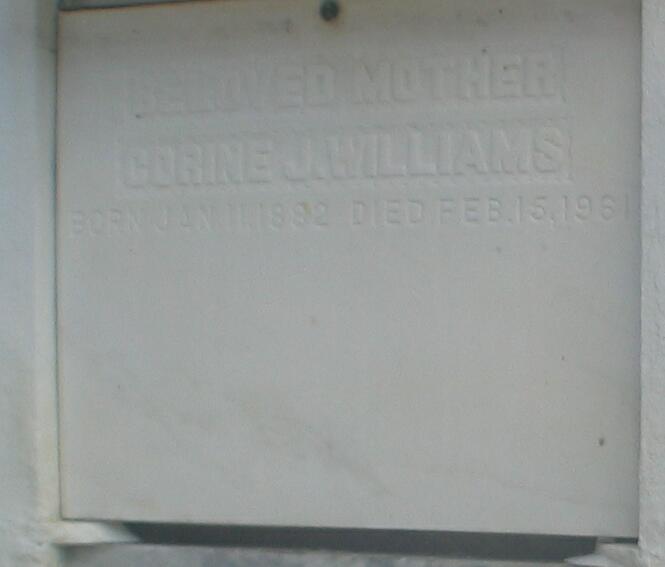 BELOVED MOTHER
CORINE J. WILLIAMS
BORN JAN 11, 1892 DIED FEB. 15, 1961